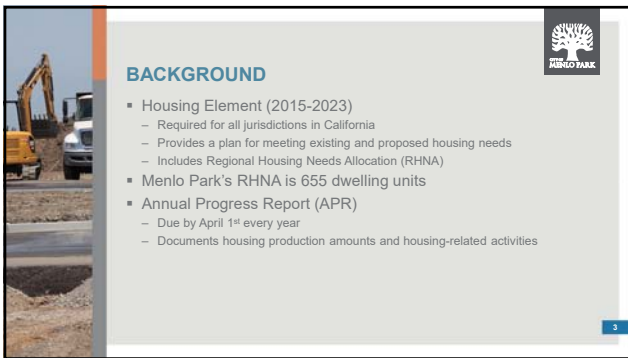 CITY OF
MENLO PARK
BACKGROUND
▪ Housing Element (2015-2023)
– Required for all jurisdictions in California
– Provides a plan for meeting existing and proposed housing needs
– Includes Regional Housing Needs Allocation (RHNA)
▪ Menlo Park's RHNA is 655 dwelling units
▪ Annual Progress Report (APR)
– Due by April 1st every year
– Documents housing production amounts and housing-related activities
3